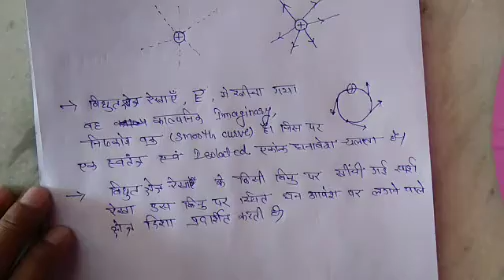 → विद्युत क्षेत्र रेखाएँ, E, में खींचा गया
वह काल्पनिक Imaginary,
निष्कोण वक्र (Smooth curve) है। जिस पर
एक स्वतंत्र एवं Isolated एकांक धनावेश चलता है।
→ विद्युत क्षेत्र रेखा के किसी बिन्दु पर खींची गई स्पर्श
रेखा उस बिन्दु पर स्थित धन आवेश पर लगने वाले
क्षेत्र दिशा प्रदर्शित करती है।